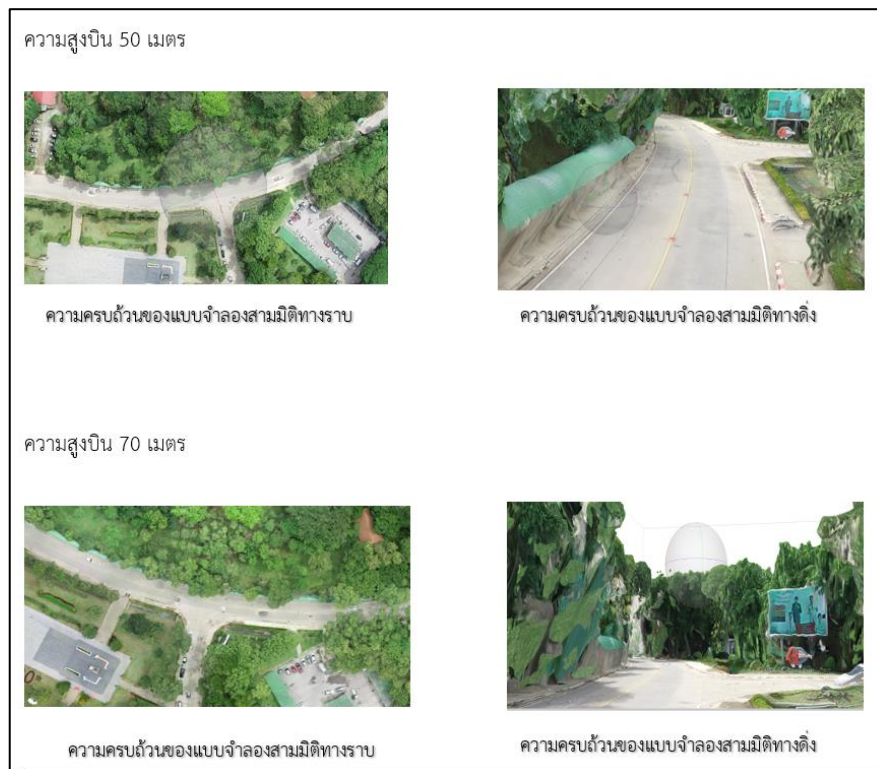 ความสูงบิน 50 เมตร
ความครบถ้วนของแบบจำลองสามมิติทางราบ
ความครบถ้วนของแบบจำลองสามมิติทางดิ่ง
ความสูงบิน 70 เมตร
ความครบถ้วนของแบบจำลองสามมิติทางราบ
ความครบถ้วนของแบบจำลองสามมิติทางดิ่ง